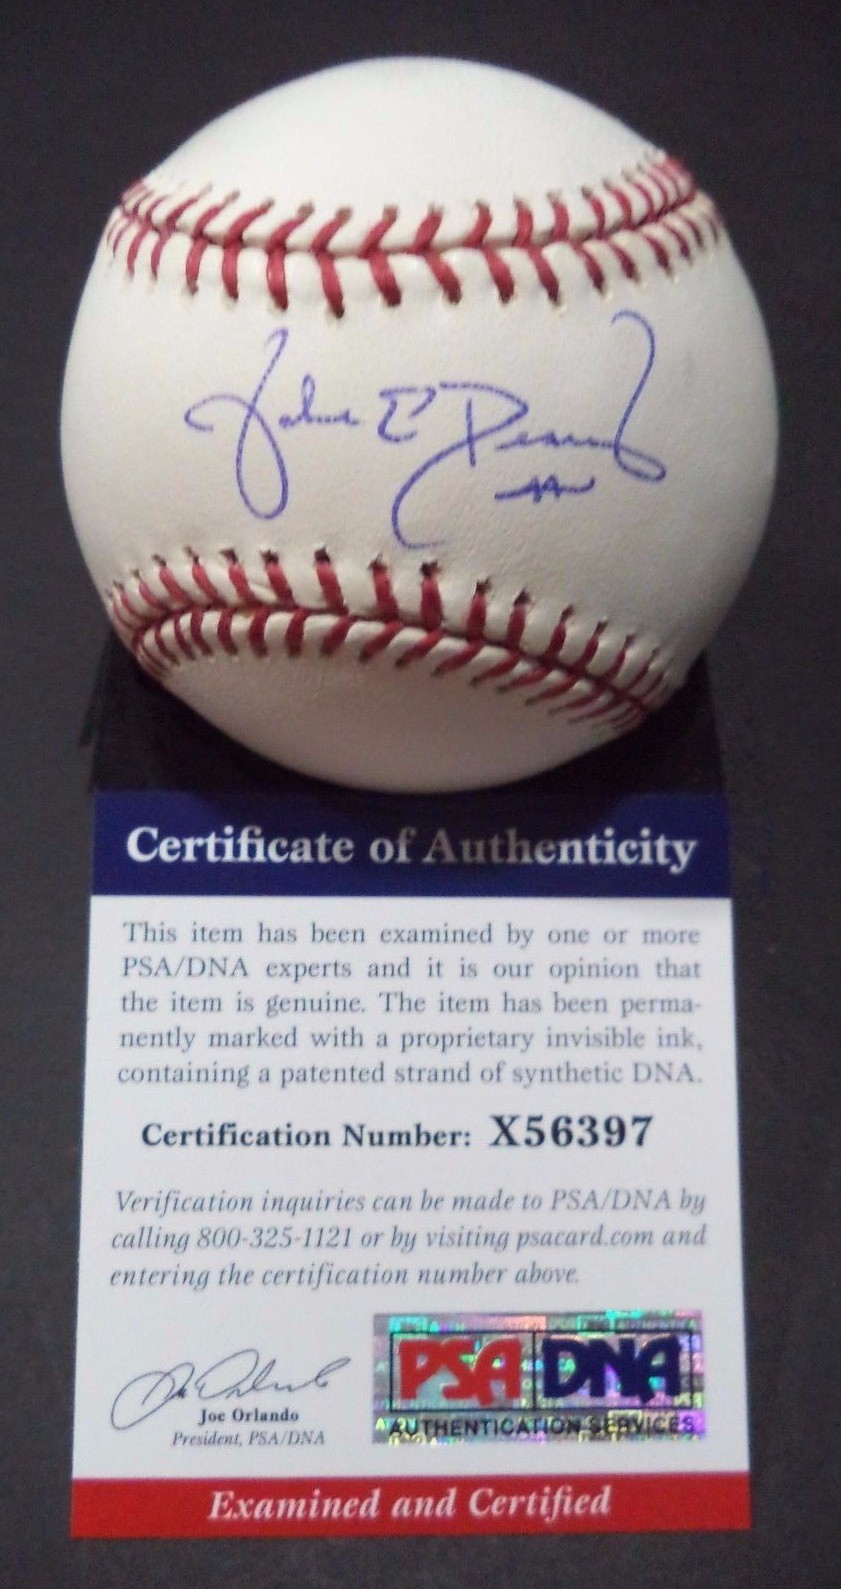 Certificate of Authenticity
This item has been examined by one or more
PSA/DNA experts and it is our opinion that
the item is genuine. The item has been perma-
nently marked with a proprietary invisible ink,
containing a patented strand of synthetic DNA.
Certification Number: X56397
Verification inquiries can be made to PSA/DNA by
calling 800-325-1121 or by visiting psacard.com and
entering the certification number above.
Joe Orlando
President, PSA/DNA
PSA DNA
AUTHENTICATION SERVICES
Examined and Certified